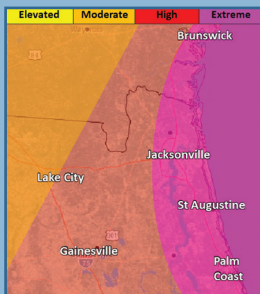 Elevated Moderate High Extreme
Brunswick
Jacksonville
Lake City
St Augustine
Gainesville
Palm
Coast